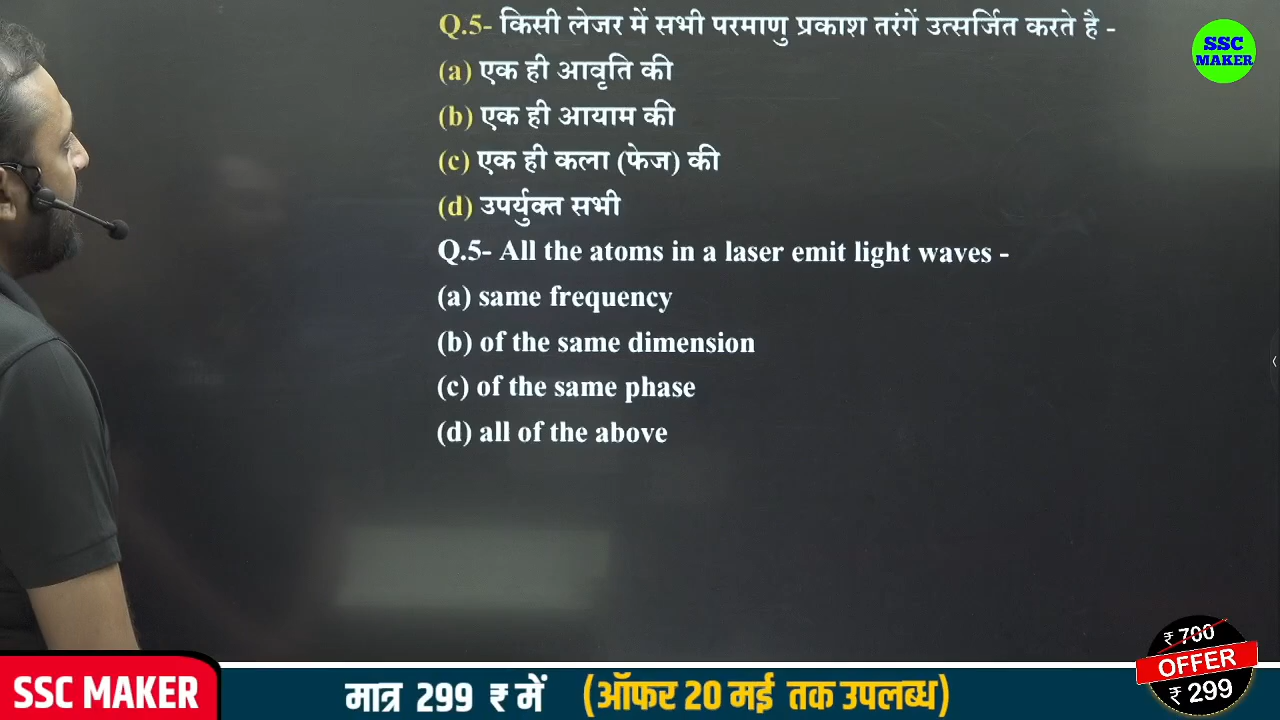 Q.5- किसी लेजर में सभी परमाणु प्रकाश तरंगें उत्सर्जित करते है -
SSC
MAKER
(a) एक ही आवृति की
(b) एक ही आयाम की
(c) एक ही कला (फेज) की
(d) उपर्युक्त सभी
Q.5- All the atoms in a laser emit light waves -
(a) same frequency
(b) of the same dimension
(c) of the same phase
(d) all of the above
₹ 700
OFFER
₹ 299
SSC MAKER
मात्र 299 ₹ में (ऑफर 20 मई तक उपलब्ध)